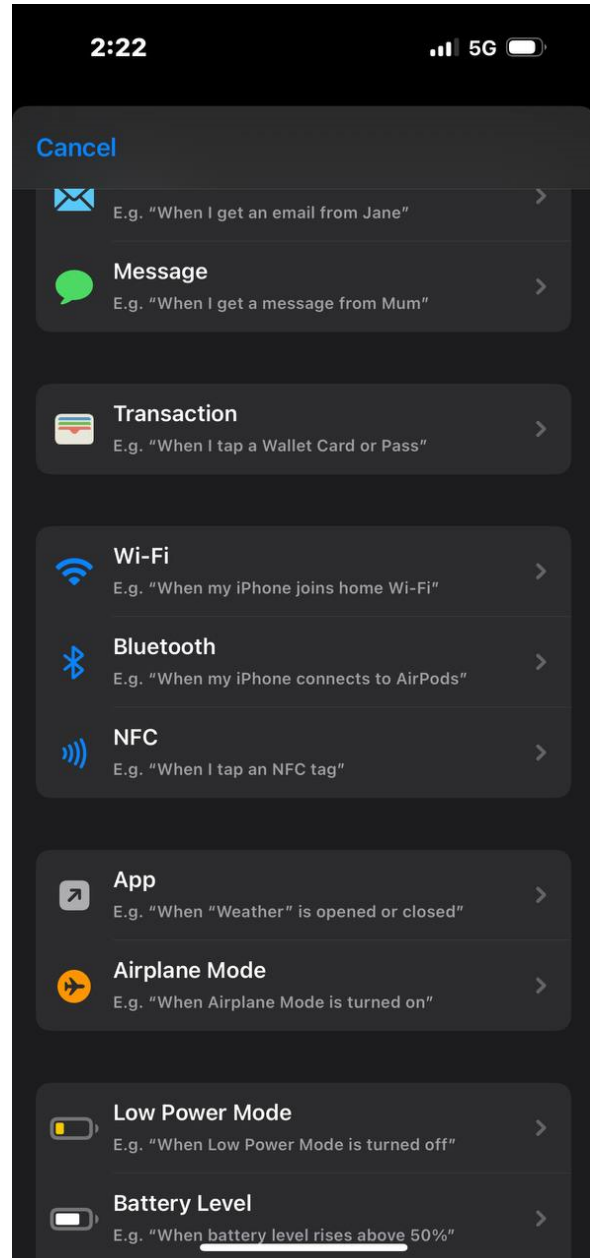 2:22
5G
Cancel
E.g. “When I get an email from Jane”
Message
E.g. “When I get a message from Mum”
Transaction
E.g. “When I tap a Wallet Card or Pass”
Wi-Fi
E.g. “When my iPhone joins home Wi-Fi”
Bluetooth
E.g. “When my iPhone connects to AirPods”
NFC
E.g. “When I tap an NFC tag”
App
E.g. “When “Weather” is opened or closed”
Airplane Mode
E.g. “When Airplane Mode is turned on”
Low Power Mode
E.g. “When Low Power Mode is turned off”
Battery Level
E.g. “When battery level rises above 50%”